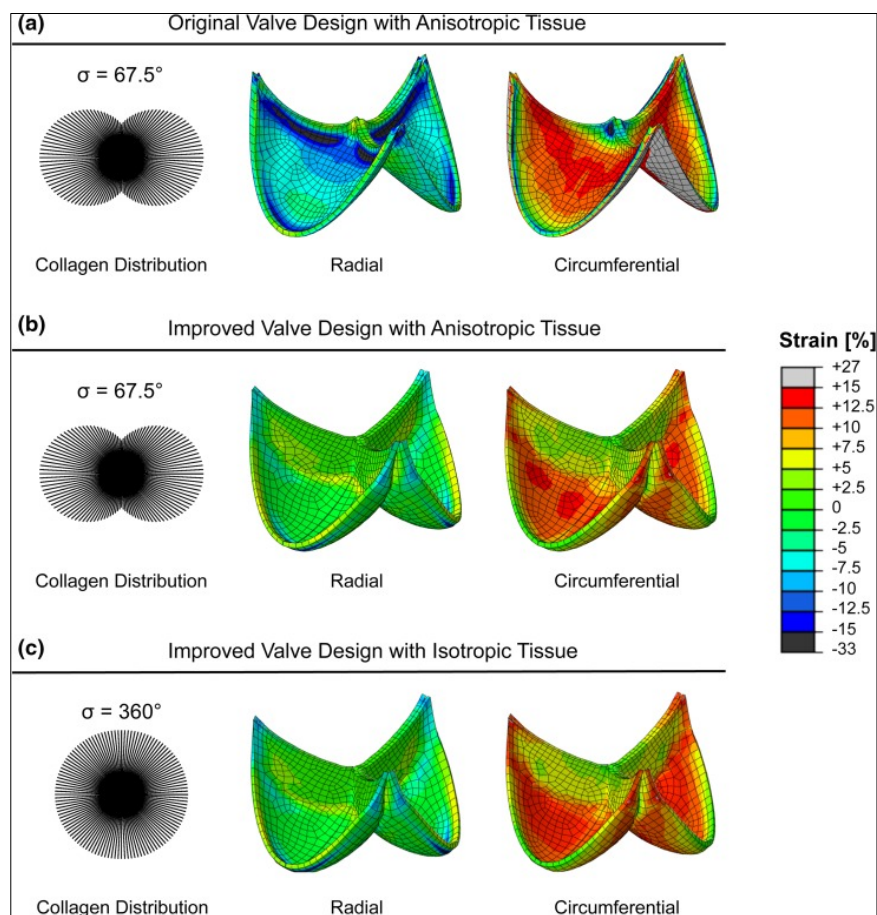 (a)
Original Valve Design with Anisotropic Tissue
σ = 67.5°
Collagen Distribution
Radial
Circumferential
(b)
Improved Valve Design with Anisotropic Tissue
σ = 67.5°
Collagen Distribution
Radial
Circumferential
Strain [%]
+27
+15
+12.5
+10
+7.5
+5
+2.5
0
-2.5
-5
-7.5
-10
-12.5
-15
-33
(c)
Improved Valve Design with Isotropic Tissue
σ = 360°
Collagen Distribution
Radial
Circumferential